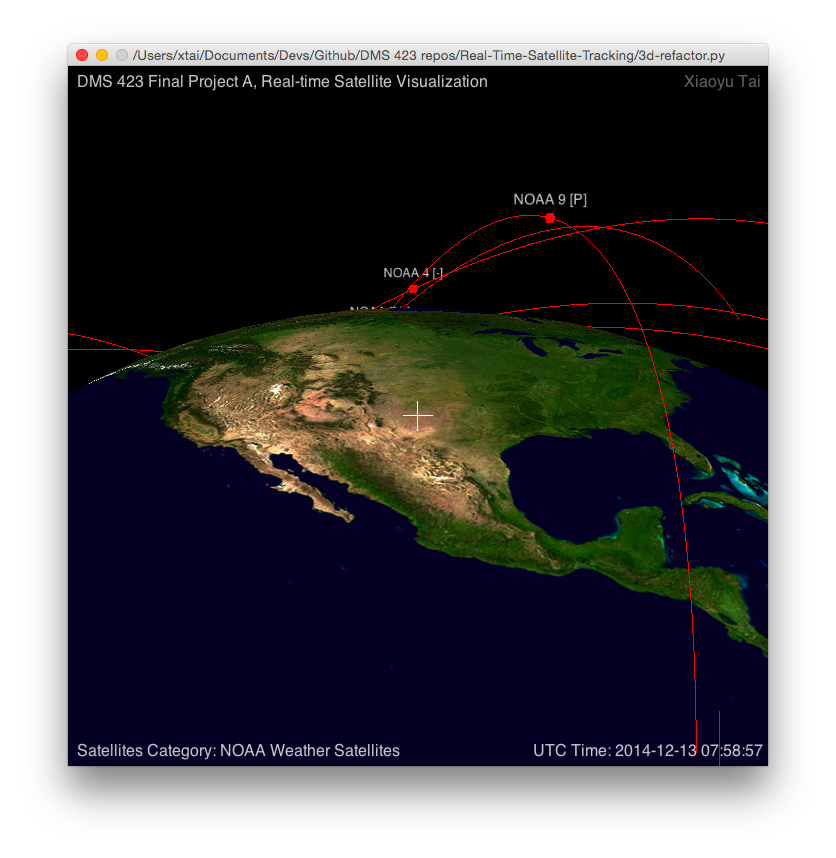 /Users/xtai/Documents/Devs/Github/DMS 423 repos/Real-Time-Satellite-Tracking/3d-refactor.py
DMS 423 Final Project A, Real-time Satellite Visualization
Xiaoyu Tai
NOAA 9 [P]
NOAA 4 [-]
Satellites Category: NOAA Weather Satellites
UTC Time: 2014-12-13 07:58:57